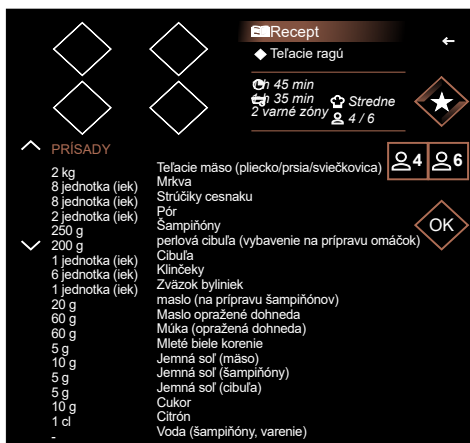 Recept
Teľacie ragú
h 45 min
h 35 min Stredne
2 varné zóny 4 / 6
PRÍSADY
4 6
2 kg Teľacie mäso (pliecko/prsia/sviečkovica)
8 jednotka (iek) Mrkva
8 jednotka (iek) Strúčiky cesnaku
2 jednotka (iek) Pór
250 g Šampiňóny
200 g perlová cibuľa (vybavenie na prípravu omáčok)
1 jednotka (iek) Cibuľa
6 jednotka (iek) Klinčeky
1 jednotka (iek) Zväzok byliniek
20 g maslo (na prípravu šampiňónov)
60 g Maslo opražené dohneda
60 g Múka (opražená dohneda)
5 g Mleté biele korenie
10 g Jemná soľ (mäso)
5 g Jemná soľ (šampiňóny)
5 g Jemná soľ (cibuľa)
10 g Cukor
1 cl Citrón
- Voda (šampiňóny, varenie)
OK